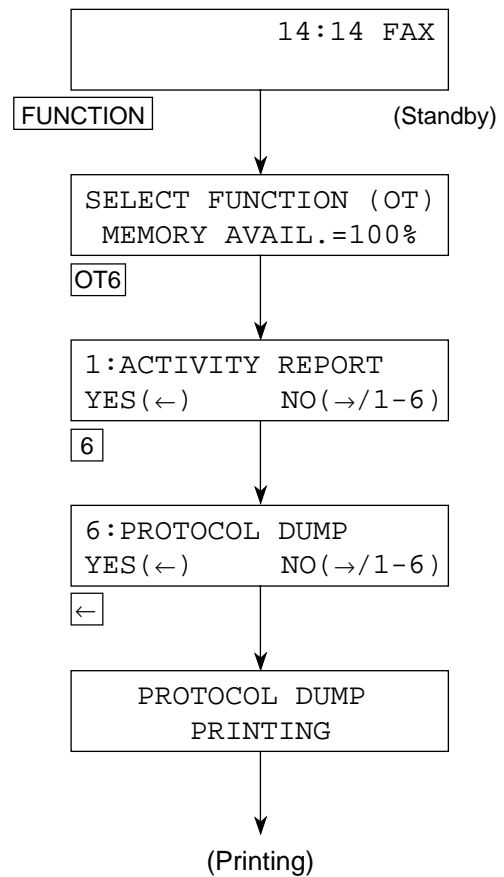 14:14 FAX
FUNCTION (Standby)
SELECT FUNCTION (OT)
MEMORY AVAIL.=100%
OT6
1:ACTIVITY REPORT
YES(←) NO(→/1-6)
6
6:PROTOCOL DUMP
YES(←) NO(→/1-6)
←
PROTOCOL DUMP
PRINTING
(Printing)